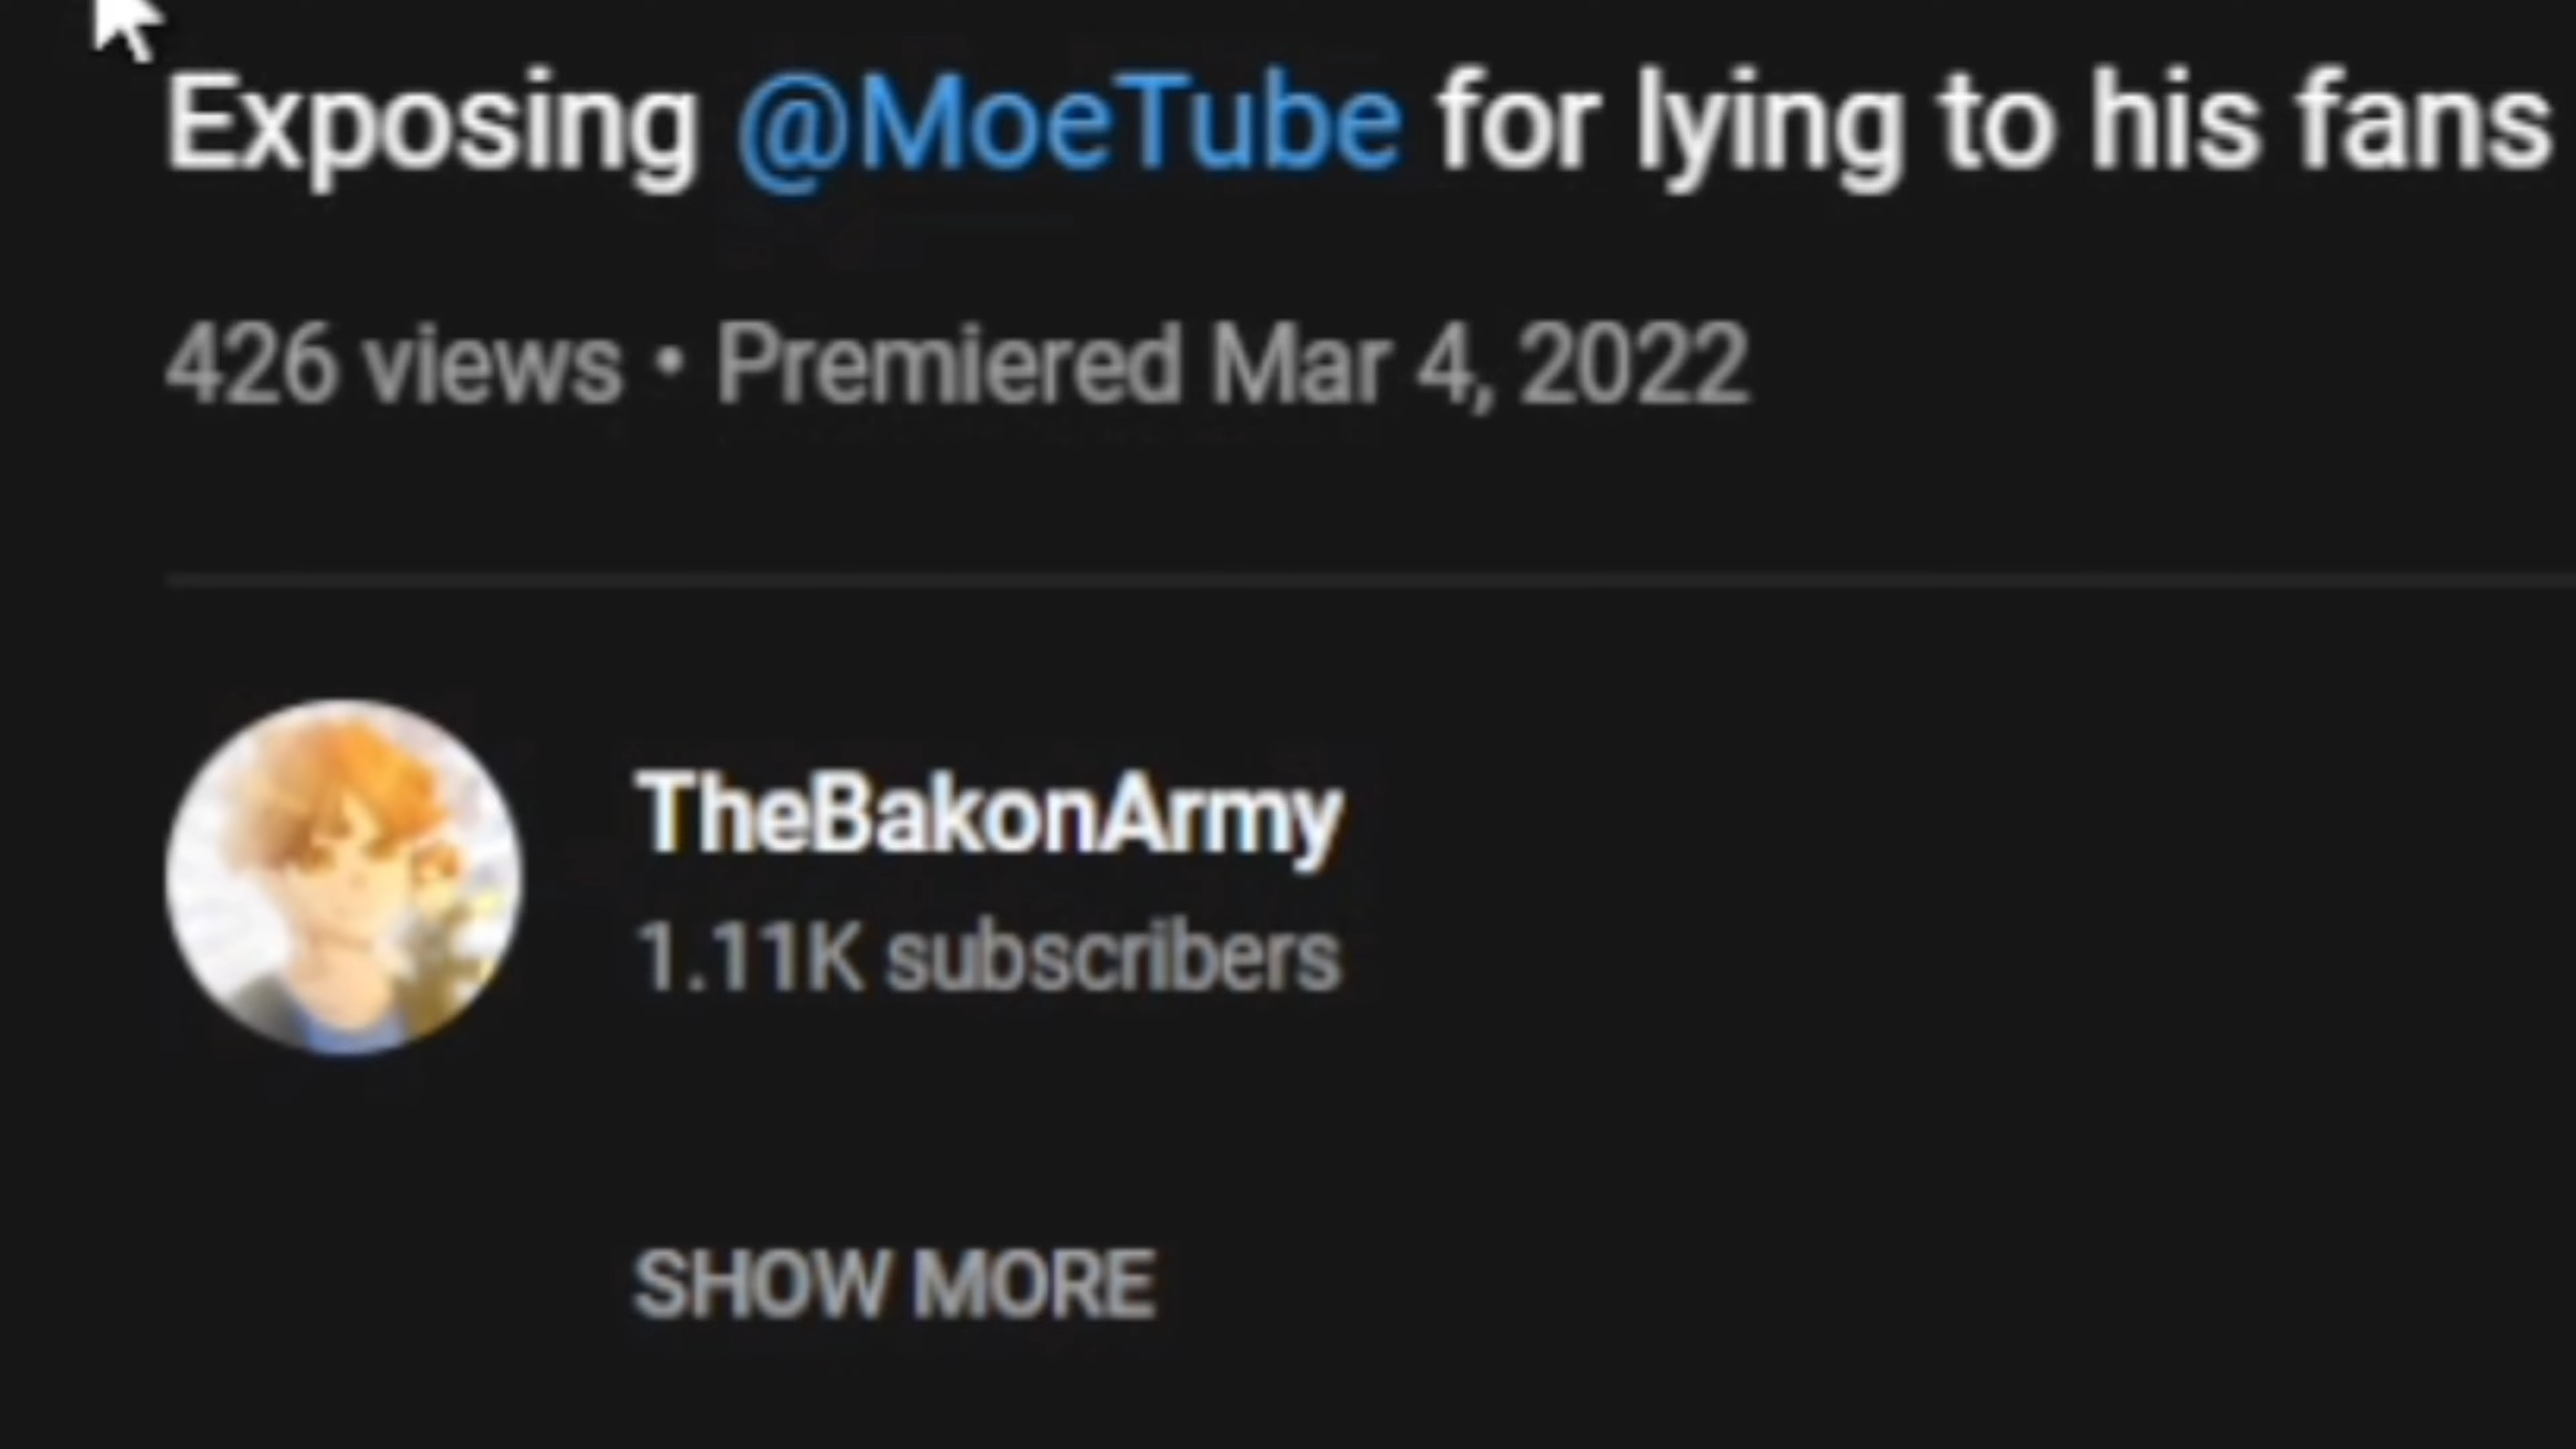 Exposing @MoeTube for lying to his fans
426 views • Premiered Mar 4, 2022
TheBakonArmy
1.11K subscribers
SHOW MORE